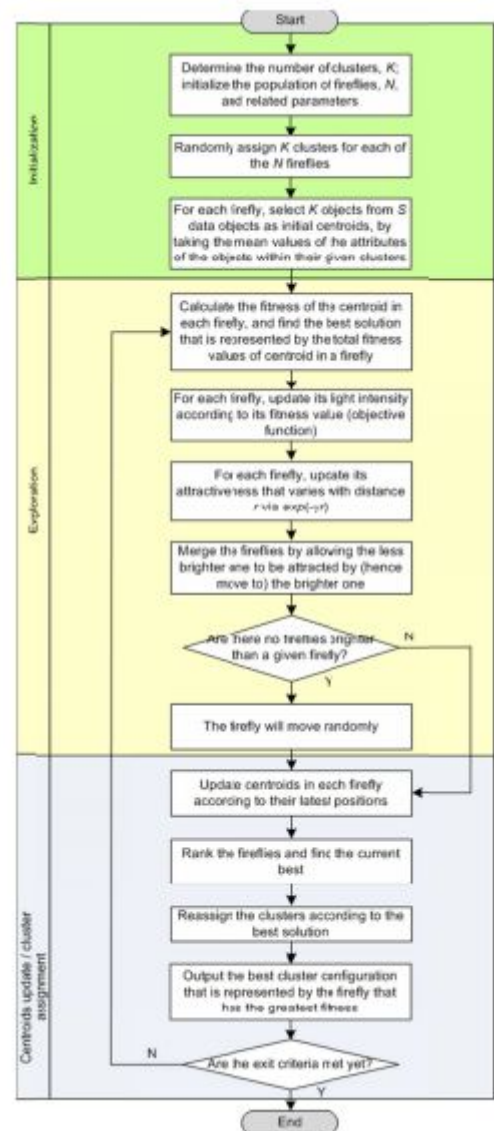 Start
Initialization
Determine the number of clusters, K;
initialize the population of fireflies, N,
and related parameters
Randomly assign K clusters for each of
the N fireflies
For each firefly, select K objects from S
data objects as initial centroids, by
taking the mean values of the attributes
of the objects within their given clusters
Exploration
Calculate the fitness of the centroid in
each firefly, and find the best solution
that is represented by the total fitness
values of centroid in a firefly
For each firefly, update its light intensity
according to its fitness value (objective
function)
For each firefly, update its
attractiveness that varies with distance
r via exp(-γr)
Merge the fireflies by allowing the less
brighter one to be attracted by (hence
move to) the brighter one
Are there no fireflies brighter
than a given firefly?
N
Y
The firefly will move randomly
Centroids update / cluster
assignment
Update centroids in each firefly
according to their latest positions
Rank the fireflies and find the current
best
Reassign the clusters according to the
best solution
Output the best cluster configuration
that is represented by the firefly that
has the greatest fitness
N
Are the exit criteria met yet?
Y
End